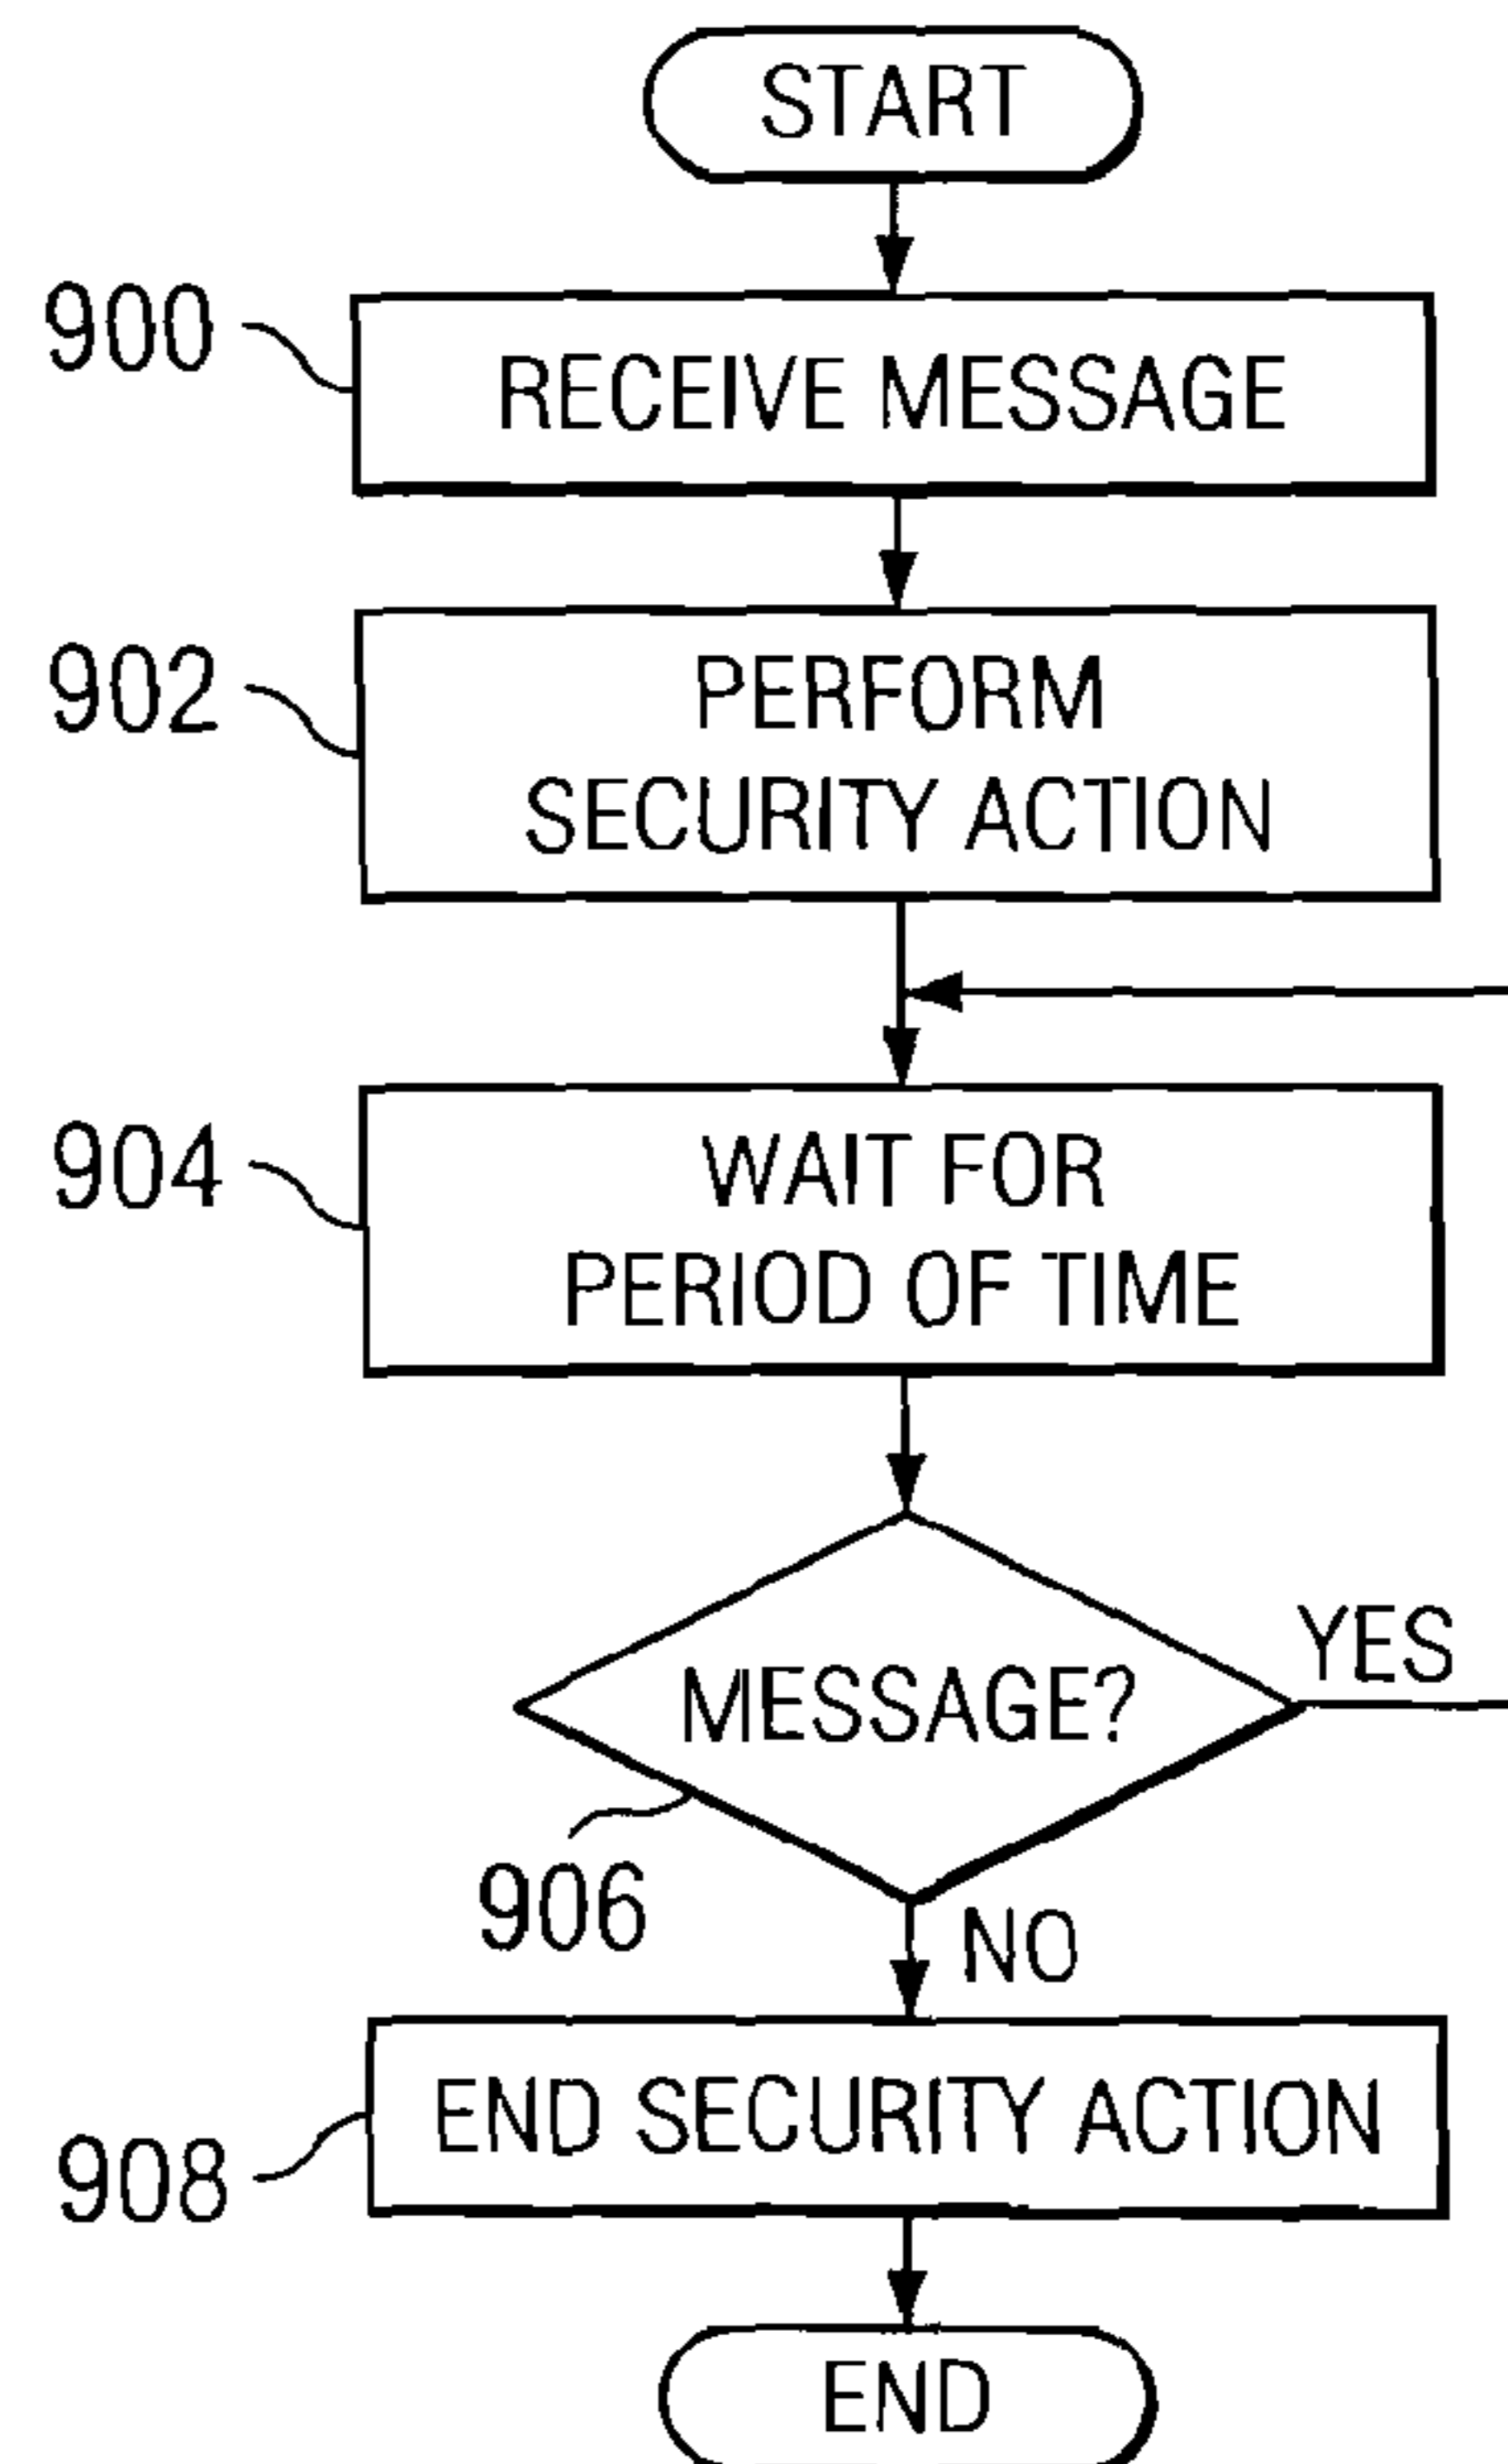 START
900
RECEIVE MESSAGE
902
PERFORM
SECURITY ACTION
904
WAIT FOR
PERIOD OF TIME
MESSAGE?
YES
906
NO
END SECURITY ACTION
908
END